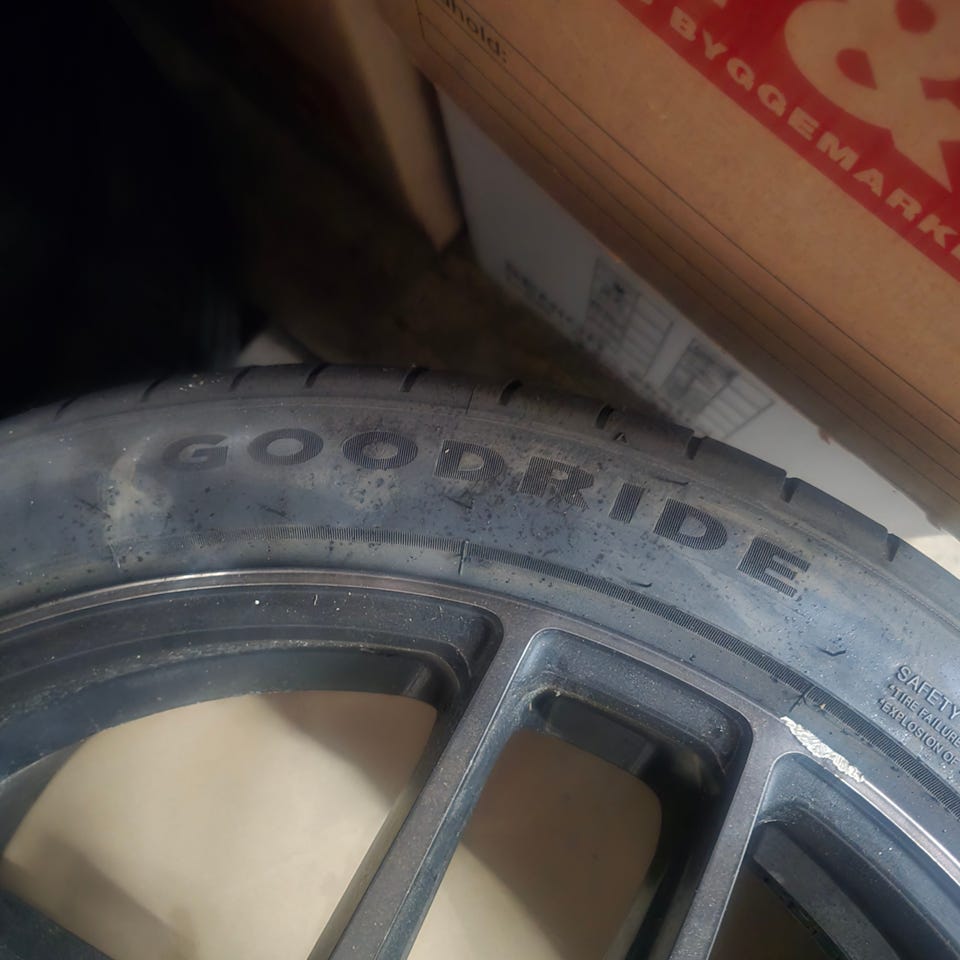 &
BYGGEMARK
GOODRIDE
SAFETY
TIRE FAILURE
EXPLOSION OF